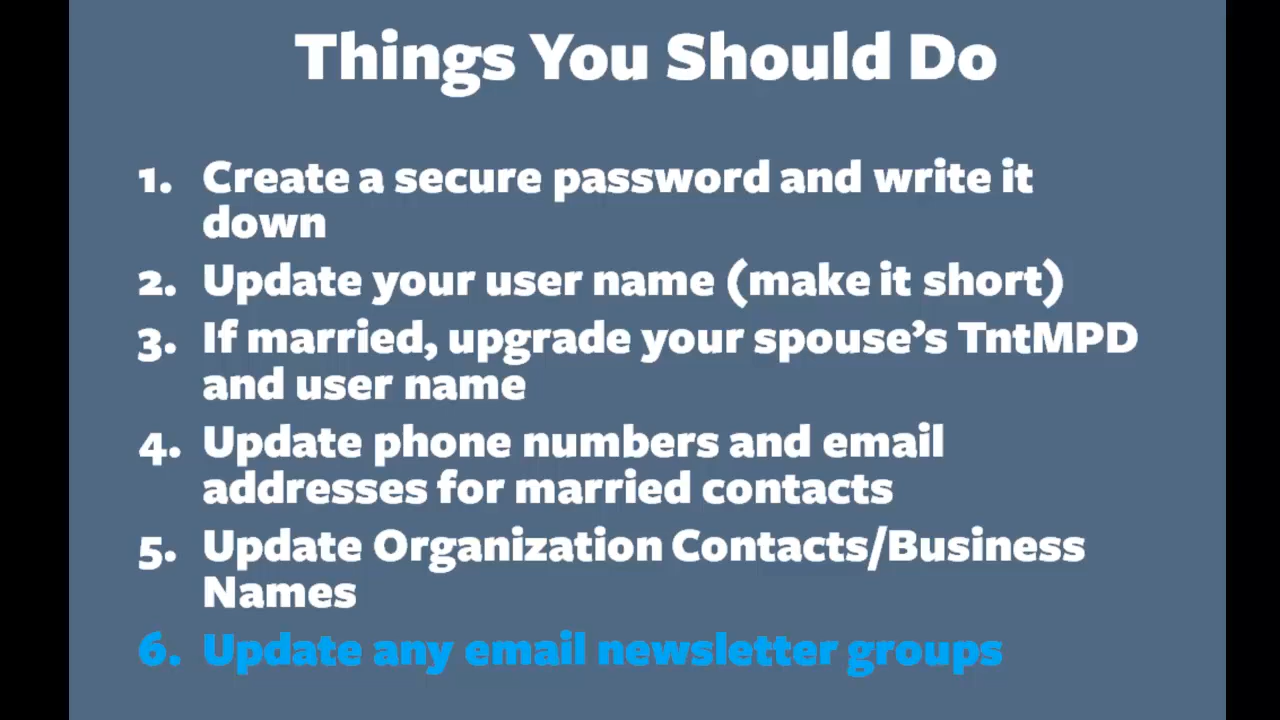 Things You Should Do
1. Create a secure password and write it
down
2. Update your user name (make it short)
3. If married, upgrade your spouse’s TntMPD
and user name
4. Update phone numbers and email
addresses for married contacts
5. Update Organization Contacts/Business
Names
6. Update any email newsletter groups